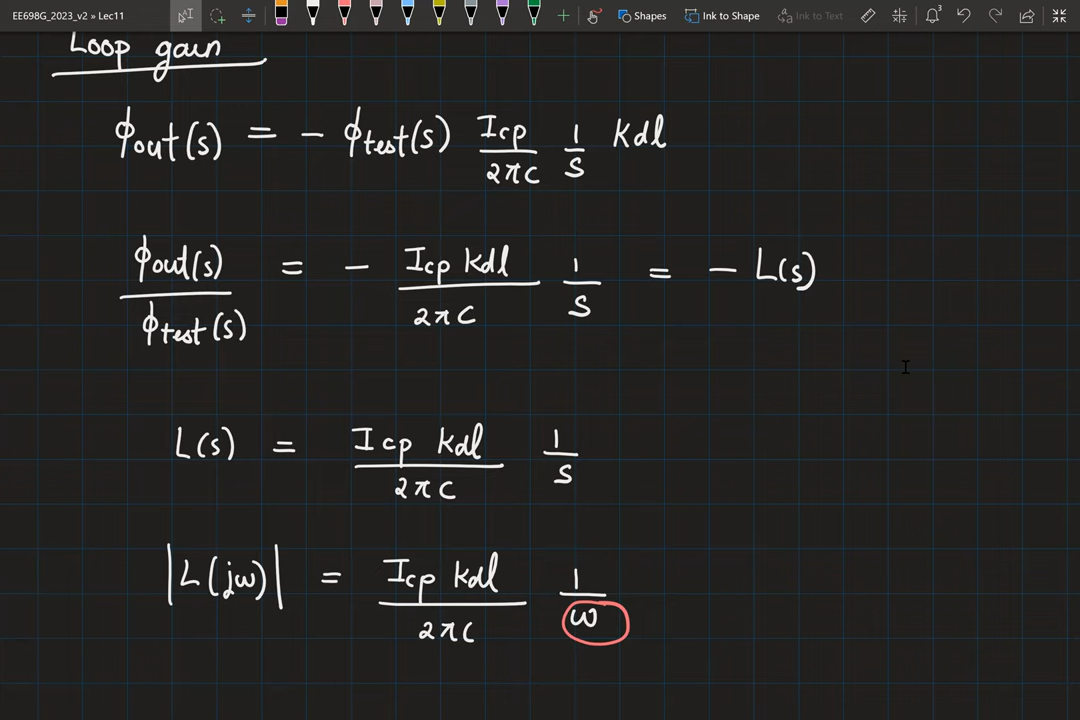 EE698G_2023_v2 » Lec11
Shapes Ink to Shape Ink to Text 3
Loop gain
ϕout(s) = - ϕtest(s) Icp/2πC 1/S Kdl
ϕout(s)/ϕtest(s) = - Icp Kdl/2πC 1/S = - L(s)
L(s) = Icp Kdl/2πC 1/S
|L(jω)| = Icp Kdl/2πC 1/ω